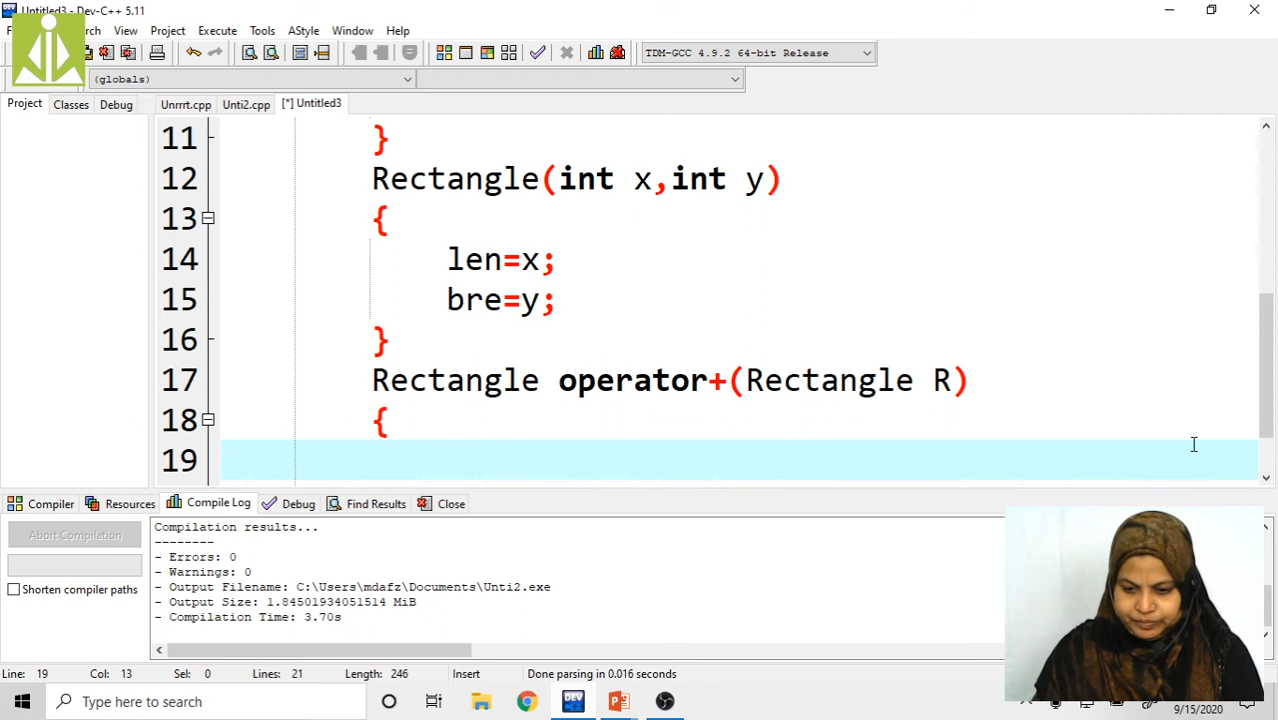 Untitled3 - Dev-C++ 5.11
View Project Execute Tools AStyle Window Help
TDM-GCC 4.9.2 64-bit Release
(globals)
Project Classes Debug Unrrrt.cpp Unti2.cpp [*] Untitled3
11 }
12 Rectangle(int x,int y)
13 {
14 len=x;
15 bre=y;
16 }
17 Rectangle operator+(Rectangle R)
18 {
19
Compiler Resources Compile Log Debug Find Results Close
Abort Compilation
Shorten compiler paths
Compilation results...
--------
- Errors: 0
- Warnings: 0
- Output Filename: C:\Users\mdafz\Documents\Unti2.exe
- Output Size: 1.84501934051514 MiB
- Compilation Time: 3.70s
Line: 19 Col: 13 Sel: 0 Lines: 21 Length: 246 Insert Done parsing in 0.016 seconds
Type here to search
DEV
9/15/2020